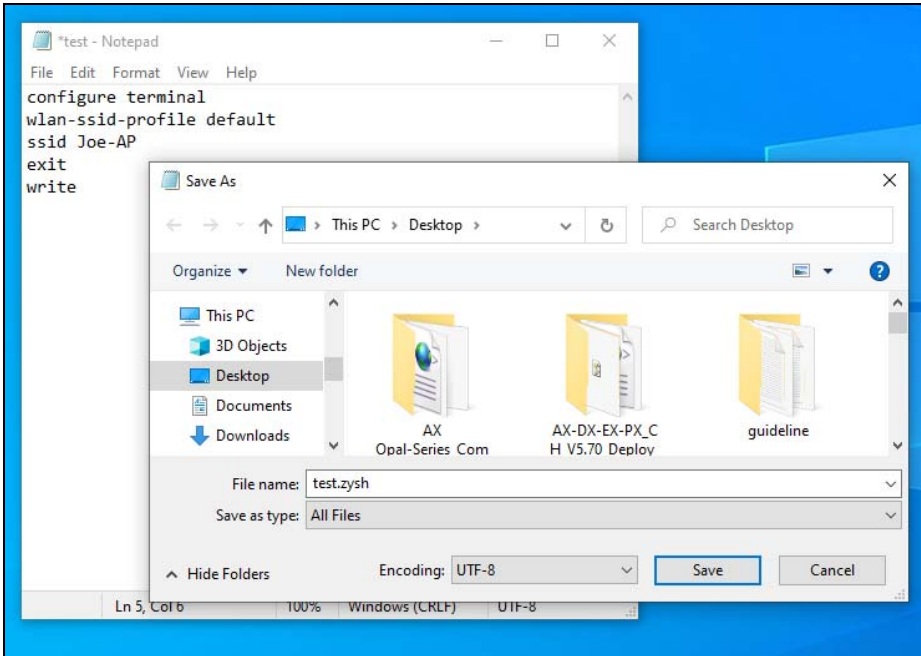 *test - Notepad
File Edit Format View Help
configure terminal
wlan-ssid-profile default
ssid Joe-AP
exit
write
Save As
This PC > Desktop >
Search Desktop
Organize
New folder
This PC
3D Objects
Desktop
Documents
Downloads
AX
Opal-Series Com
AX-DX-EX-PX_C
H V5.70 Deploy
guideline
File name: test.zysh
Save as type: All Files
Hide Folders
Encoding: UTF-8
Save
Cancel
Ln 5, Col 6
100%
Windows (CRLF)
UTF-8